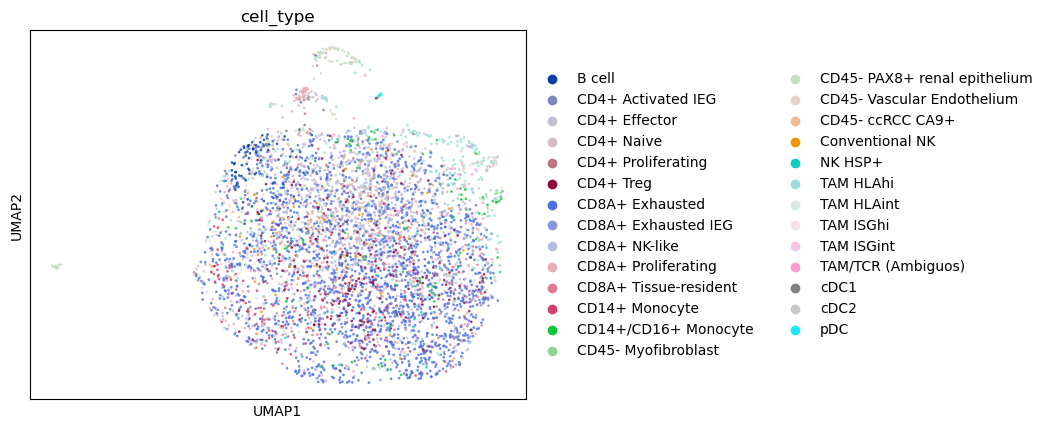 cell_type
UMAP2
UMAP1
B cell
CD4+ Activated IEG
CD4+ Effector
CD4+ Naive
CD4+ Proliferating
CD4+ Treg
CD8A+ Exhausted
CD8A+ Exhausted IEG
CD8A+ NK-like
CD8A+ Proliferating
CD8A+ Tissue-resident
CD14+ Monocyte
CD14+/CD16+ Monocyte
CD45- Myofibroblast
CD45- PAX8+ renal epithelium
CD45- Vascular Endothelium
CD45- ccRCC CA9+
Conventional NK
NK HSP+
TAM HLAhi
TAM HLAint
TAM ISGhi
TAM ISGint
TAM/TCR (Ambiguos)
cDC1
cDC2
pDC